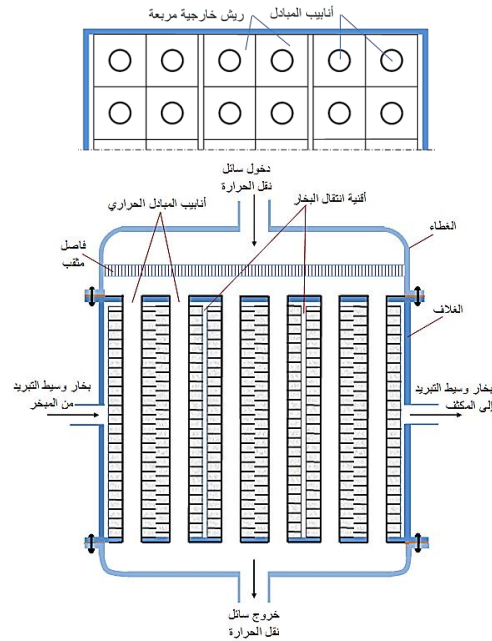 أنابيب المبادل
ريش خارجية مربعة
دخول سائل
نقل الحرارة
أقنية انتقال البخار
أنابيب المبادل الحراري
الغطاء
فاصل
مثقب
الغلاف
بخار وسيط التبريد
إلى المكثف
بخار وسيط التبريد
من المبخر
خروج سائل
نقل الحرارة